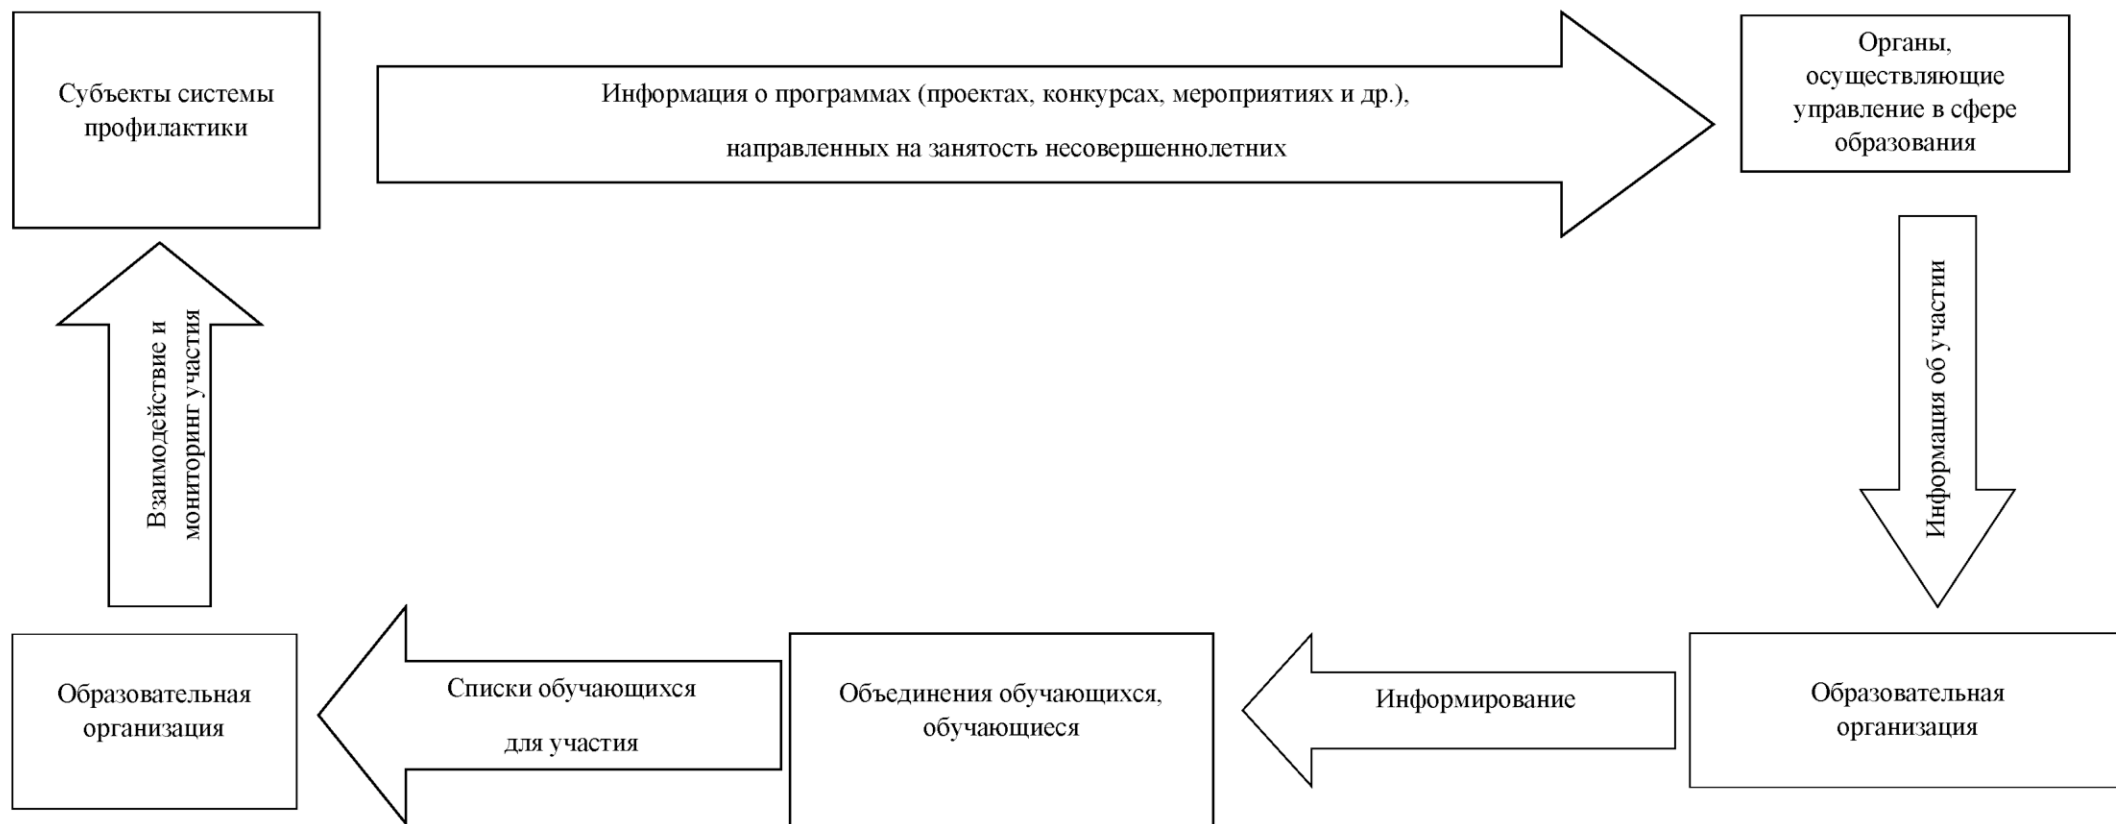 Субъекты системы
профилактики
Информация о программах (проектах, конкурсах, мероприятиях и др.),
направленных на занятость несовершеннолетних
Органы,
осуществляющие
управление в сфере
образования
Информация об участии
Образовательная
организация
Информирование
Объединения обучающихся,
обучающиеся
Списки обучающихся
для участия
Образовательная
организация
Взаимодействие и
мониторинг участия